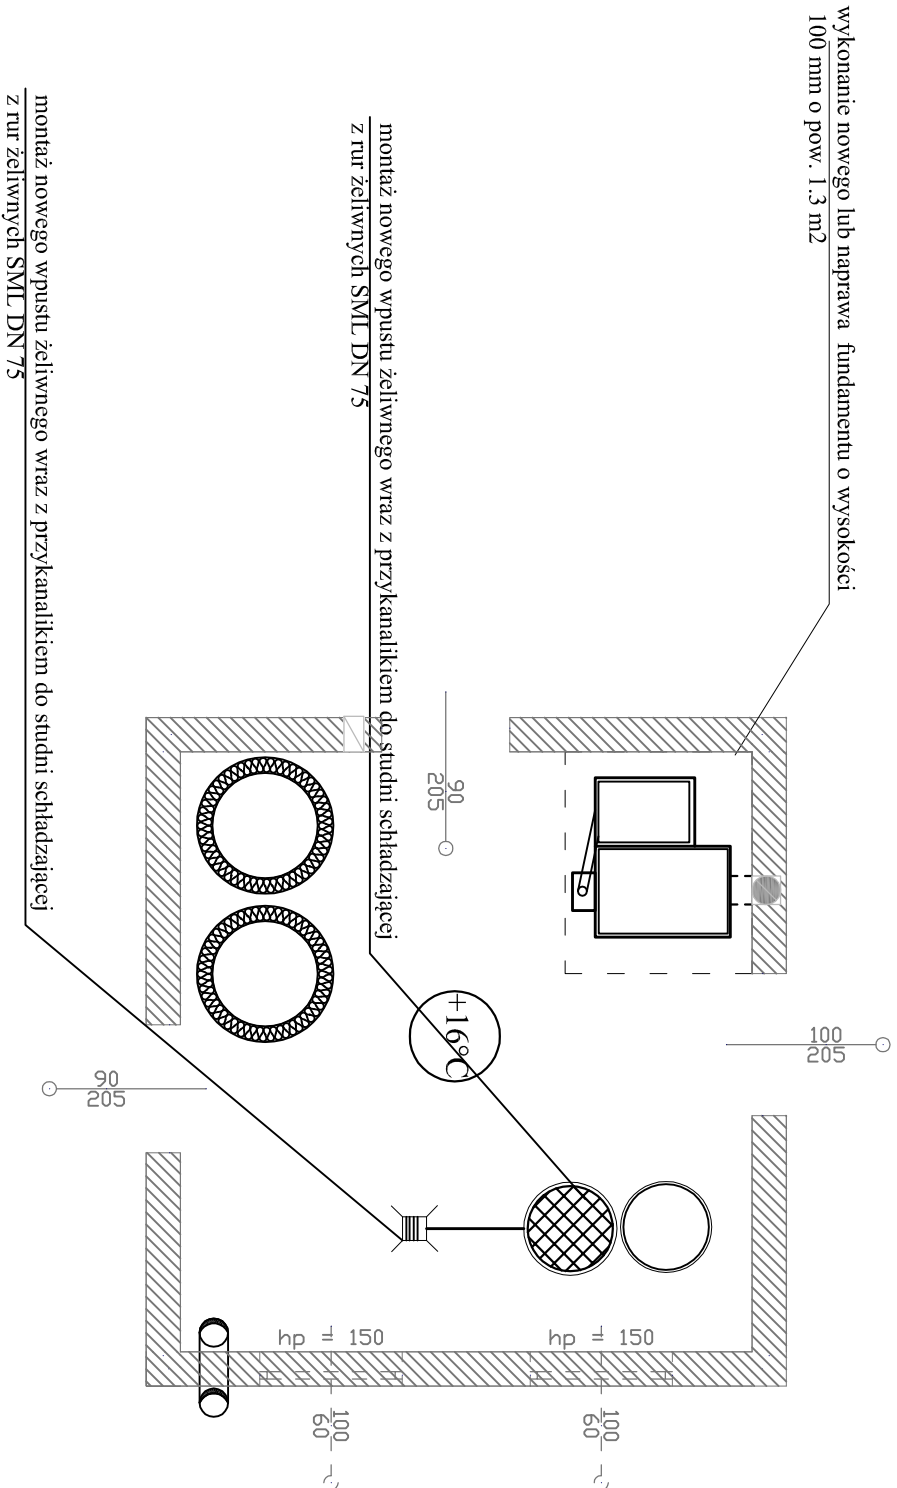 wykonanie nowego lub naprawa fundamentu o wysokości
100 mm o pow. 1.3 m2
montaż nowego wpustu żeliwnego wraz z przykanalikiem do studni schładzającej
z rur żeliwnych SML DN 75
montaż nowego wpustu żeliwnego wraz z przykanalikiem do studni schładzającej
z rur żeliwnych SML DN 75
90
205
+16°C
100
205
90
205
hp = 150
hp = 150
100
60
100
60